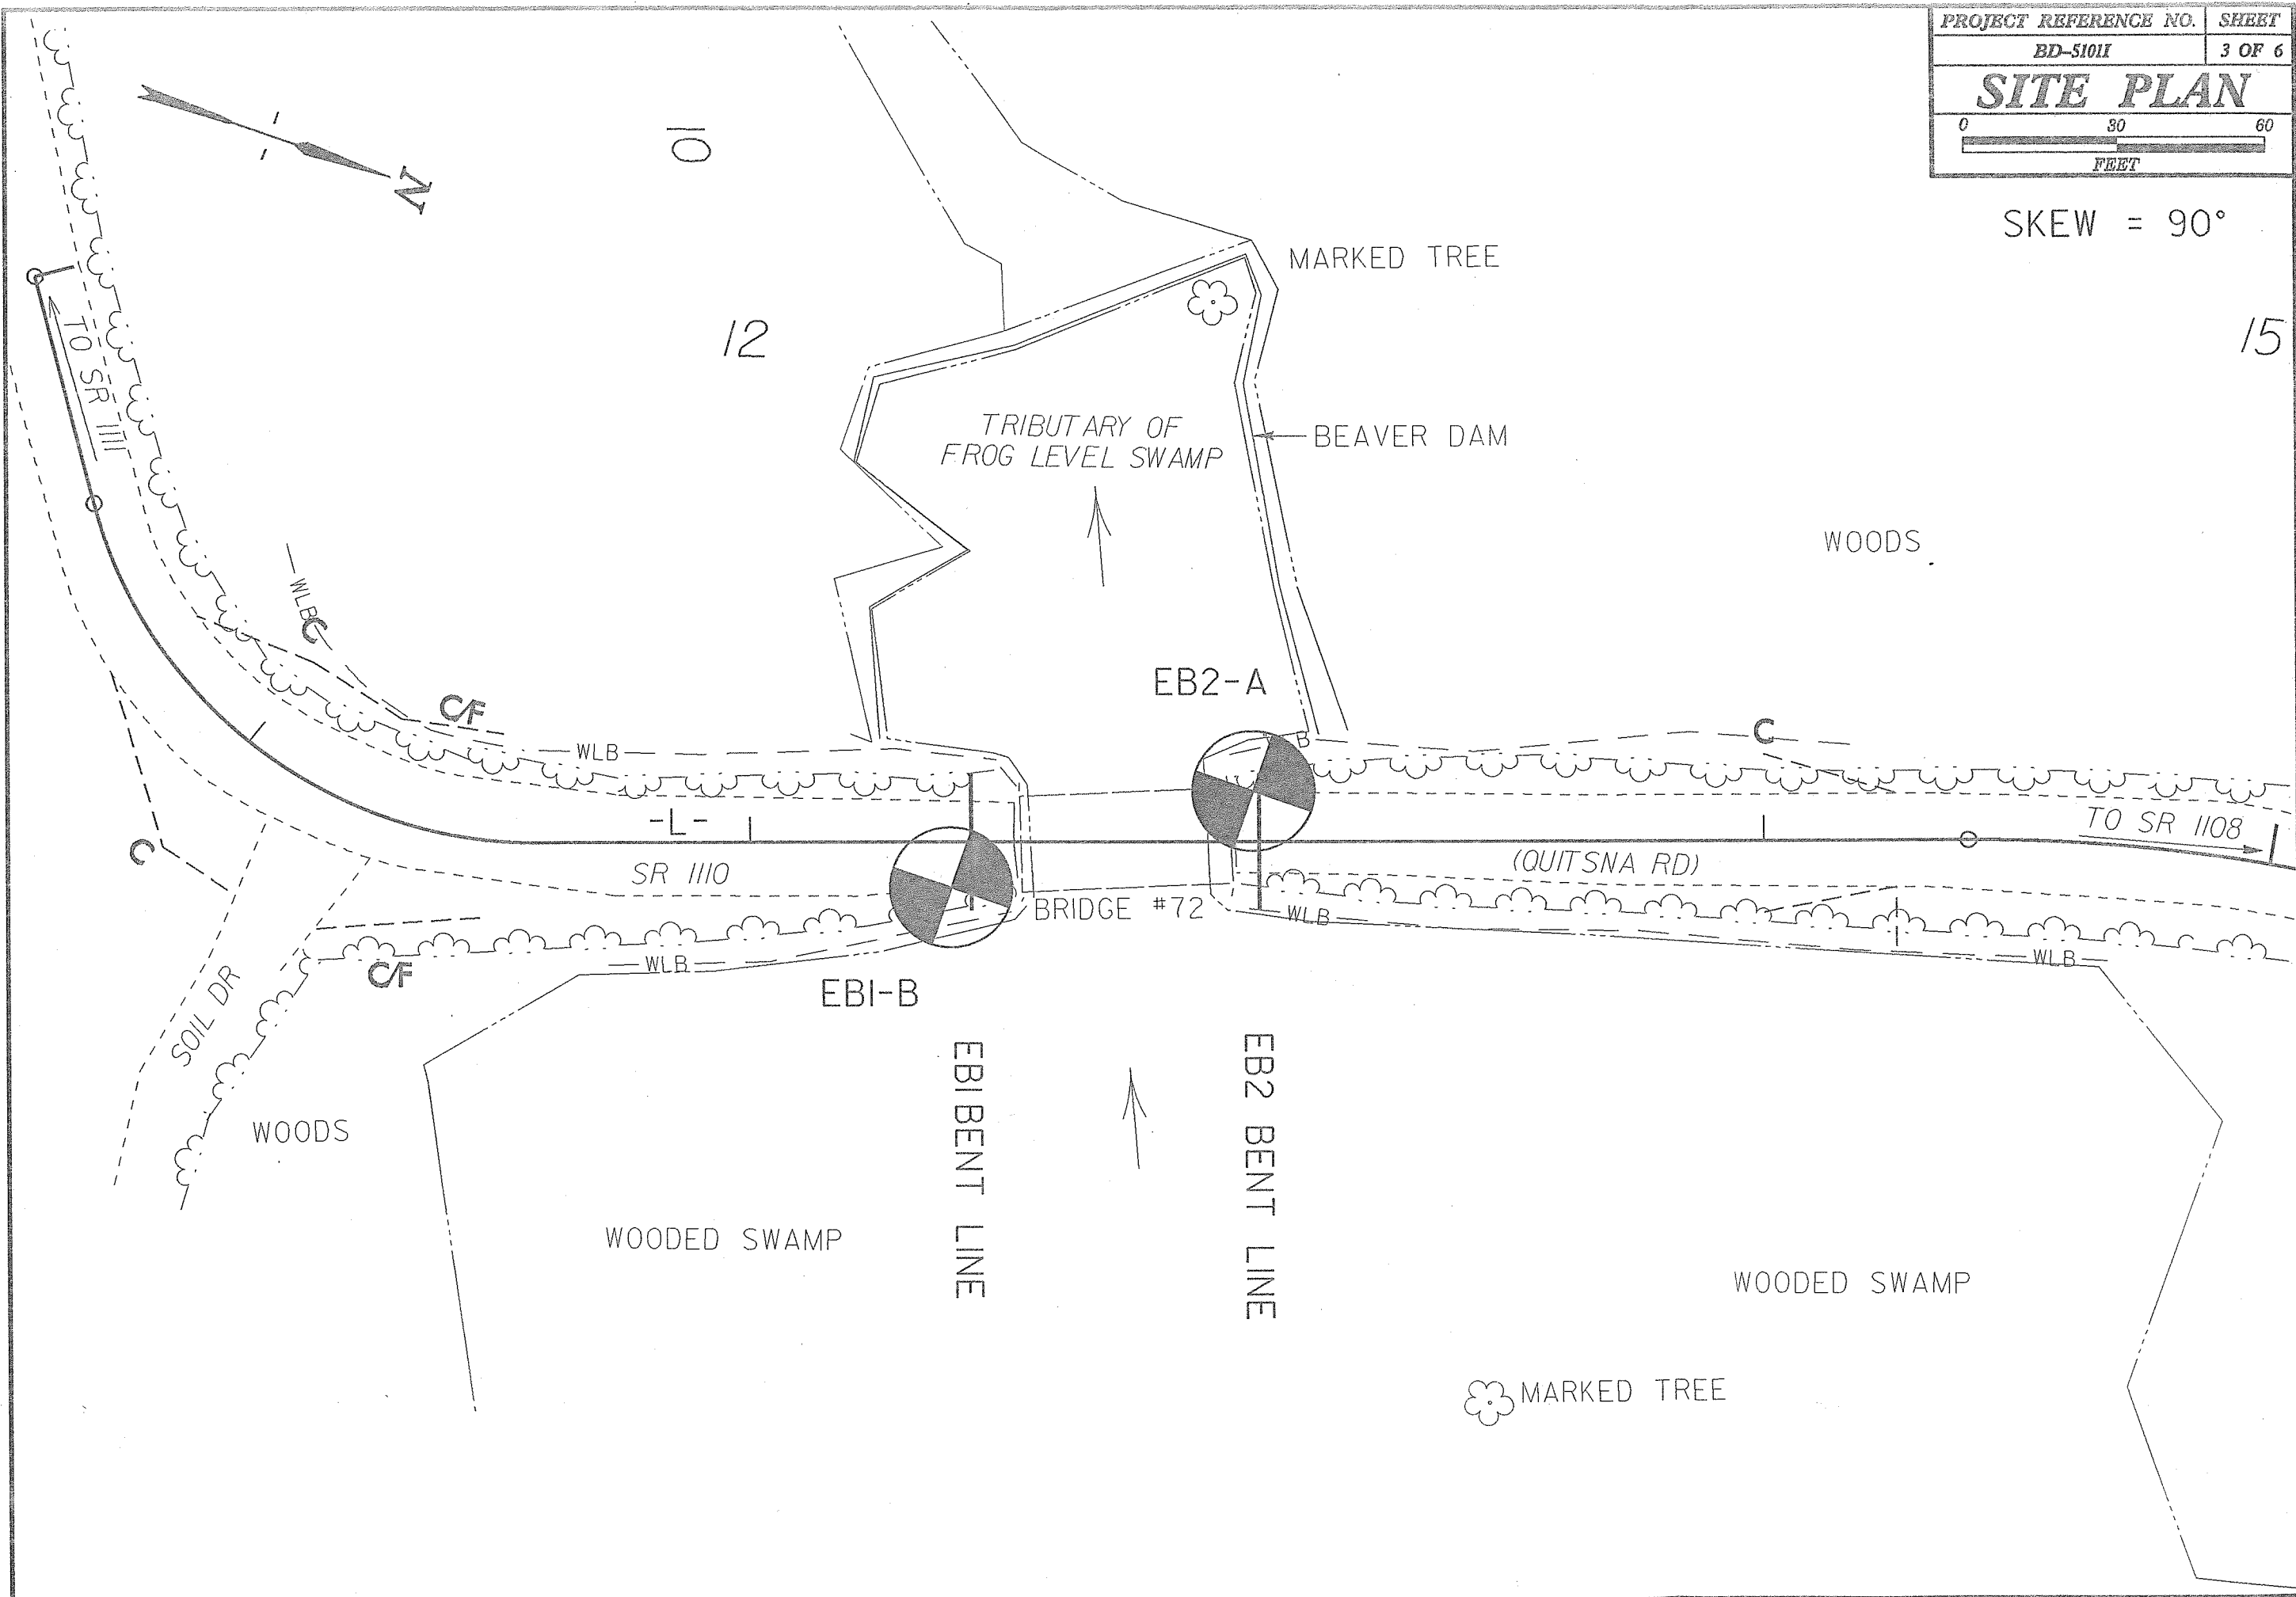 PROJECT REFERENCE NO. SHEET
BD-5101I 3 OF 6
SITE PLAN
0 30 60
FEET
SKEW = 90°
N
10
MARKED TREE
12
15
TO SR 1111
TRIBUTARY OF
FROG LEVEL SWAMP
BEAVER DAM
WOODS
WLB
C
C/F
EB2-A
WLB
B
C
-L-
TO SR 1108
SR 1110
(QUITSNA RD)
C
BRIDGE #72
WLB
C/F
WLB
WLB
EB1-B
SOIL DR
EB1 BENT LINE
EB2 BENT LINE
WOODS
WOODED SWAMP
WOODED SWAMP
MARKED TREE